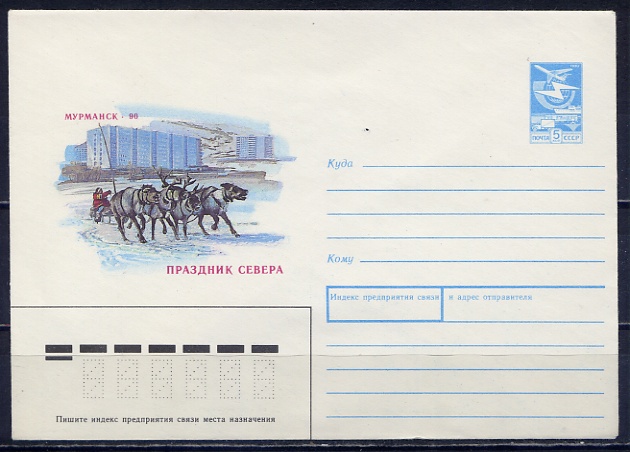 МУРМАНСК · 90
ПРАЗДНИК СЕВЕРА
ПОЧТА 5 СССР
Куда
Кому
Индекс предприятия связи и адрес отправителя
Пишите индекс предприятия связи места назначения